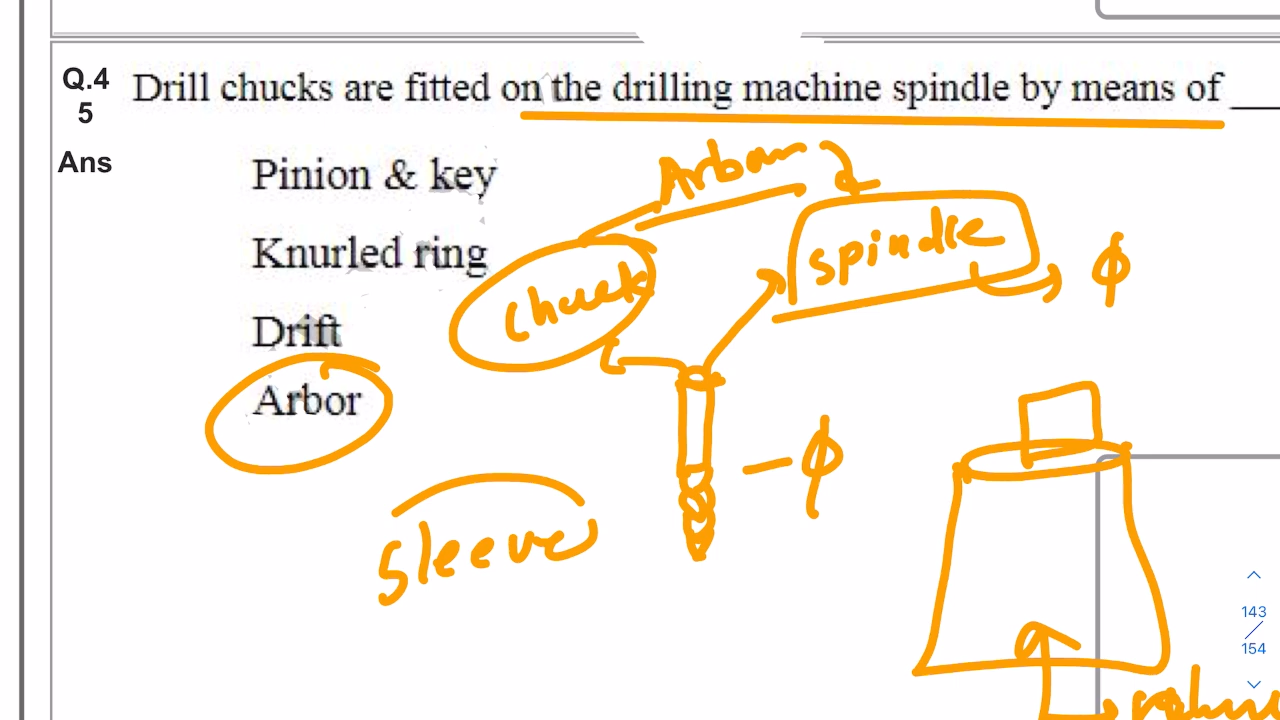 Q.4 Drill chucks are fitted on the drilling machine spindle by means of ___
5
Ans
Pinion & key
Knurled ring
Drift
Arbor
Arbor
chuck
spindle
ϕ
– ϕ
sleeve
143
/
154